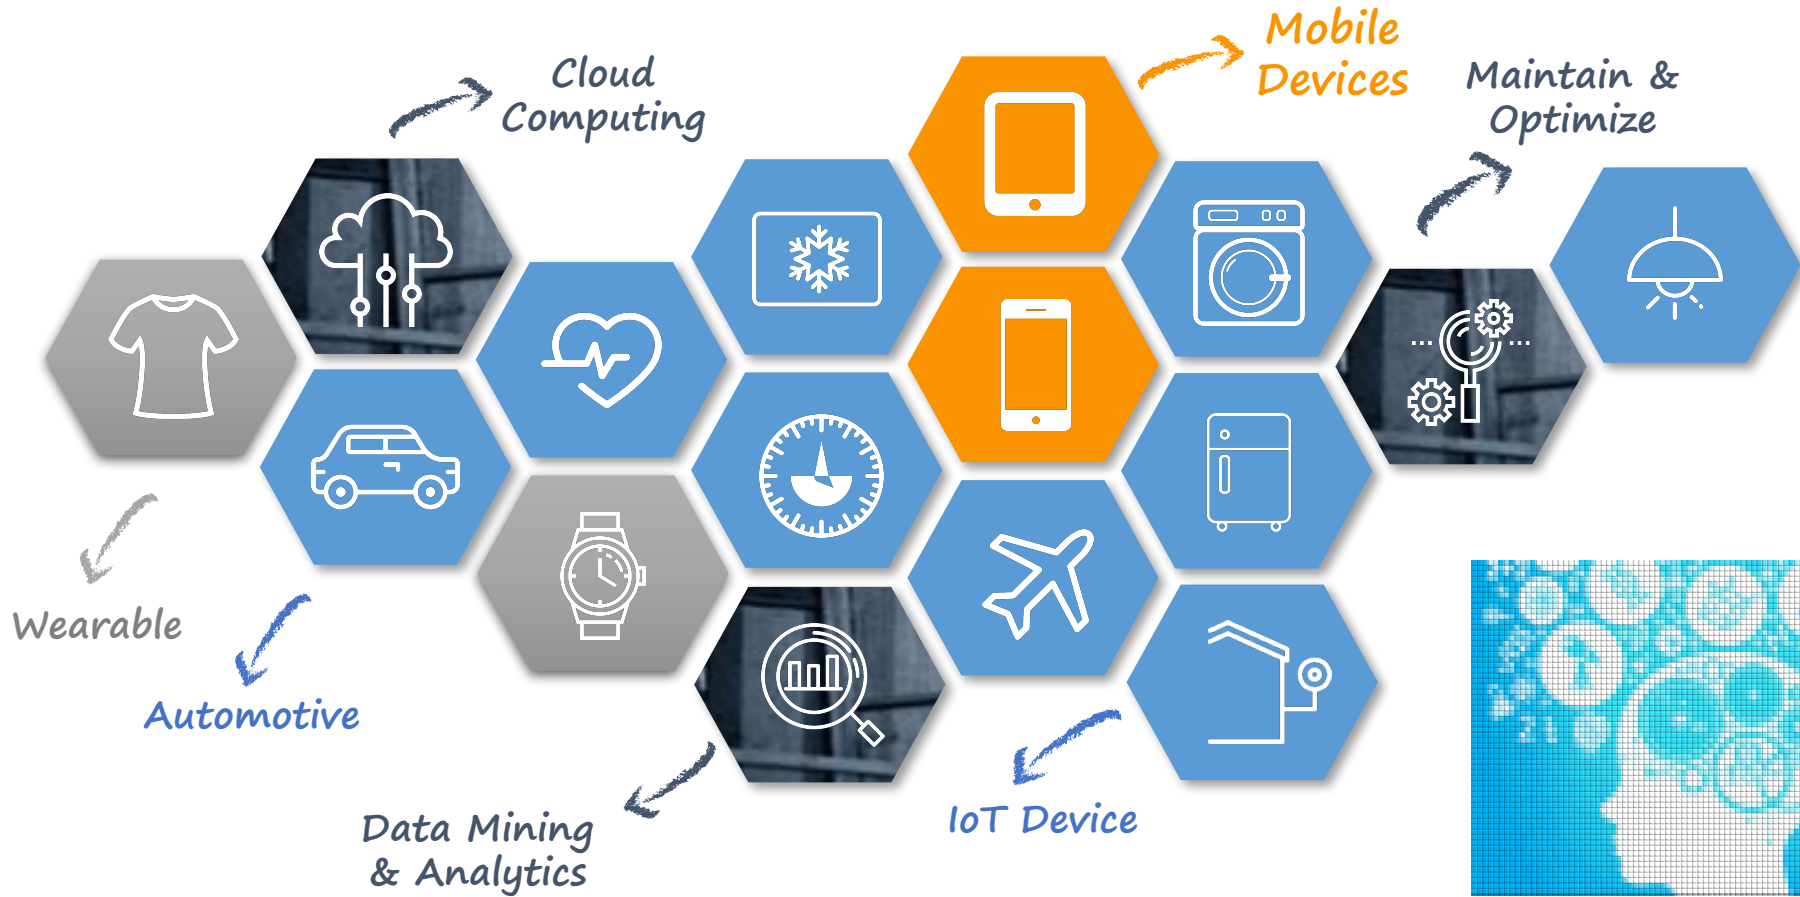 Cloud
Computing
Mobile
Devices
Maintain &
Optimize
Wearable
Automotive
Data Mining
& Analytics
IoT Device